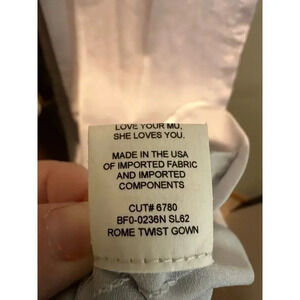 LOVE YOUR MU,
SHE LOVES YOU.
MADE IN THE USA
OF IMPORTED FABRIC
AND IMPORTED
COMPONENTS
CUT# 6780
BF0-0236N SL62
ROME TWIST GOWN